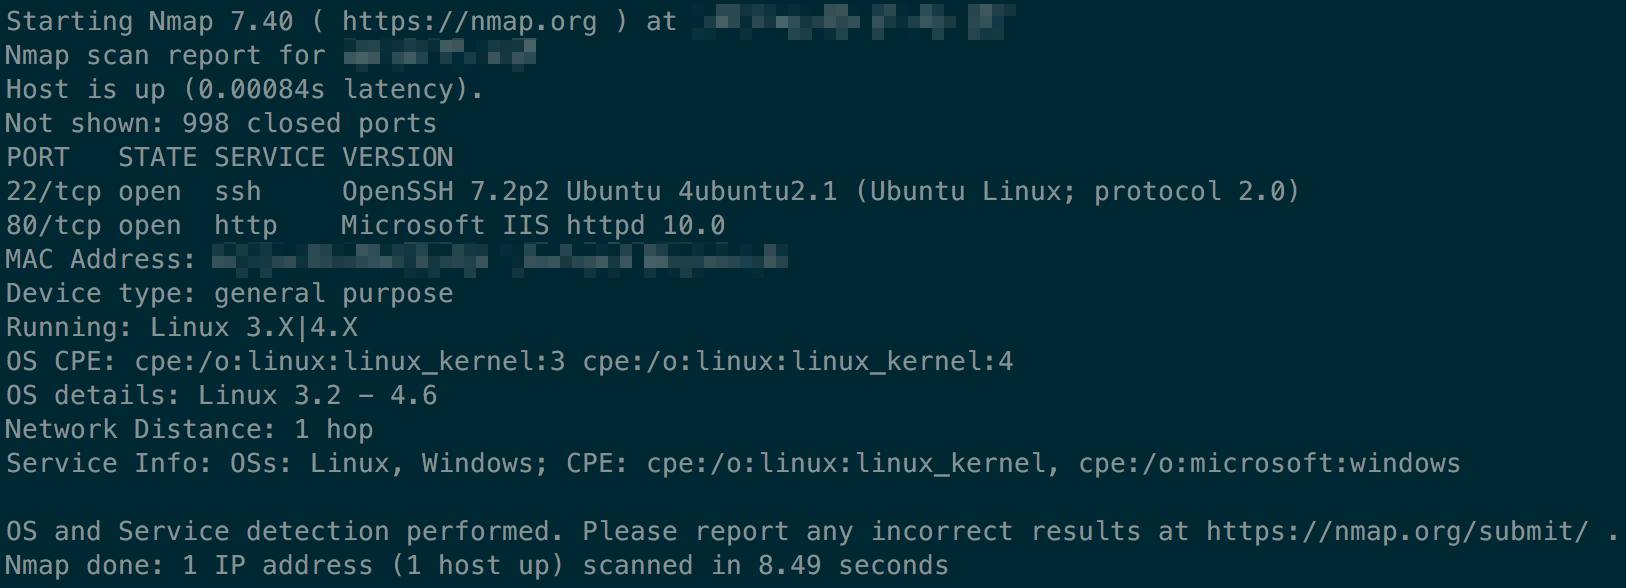 Starting Nmap 7.40 ( https://nmap.org ) at
Nmap scan report for
Host is up (0.00084s latency).
Not shown: 998 closed ports
PORT   STATE SERVICE VERSION
22/tcp open  ssh     OpenSSH 7.2p2 Ubuntu 4ubuntu2.1 (Ubuntu Linux; protocol 2.0)
80/tcp open  http    Microsoft IIS httpd 10.0
MAC Address:
Device type: general purpose
Running: Linux 3.X|4.X
OS CPE: cpe:/o:linux:linux_kernel:3 cpe:/o:linux:linux_kernel:4
OS details: Linux 3.2 - 4.6
Network Distance: 1 hop
Service Info: OSs: Linux, Windows; CPE: cpe:/o:linux:linux_kernel, cpe:/o:microsoft:windows
OS and Service detection performed. Please report any incorrect results at https://nmap.org/submit/ .
Nmap done: 1 IP address (1 host up) scanned in 8.49 seconds